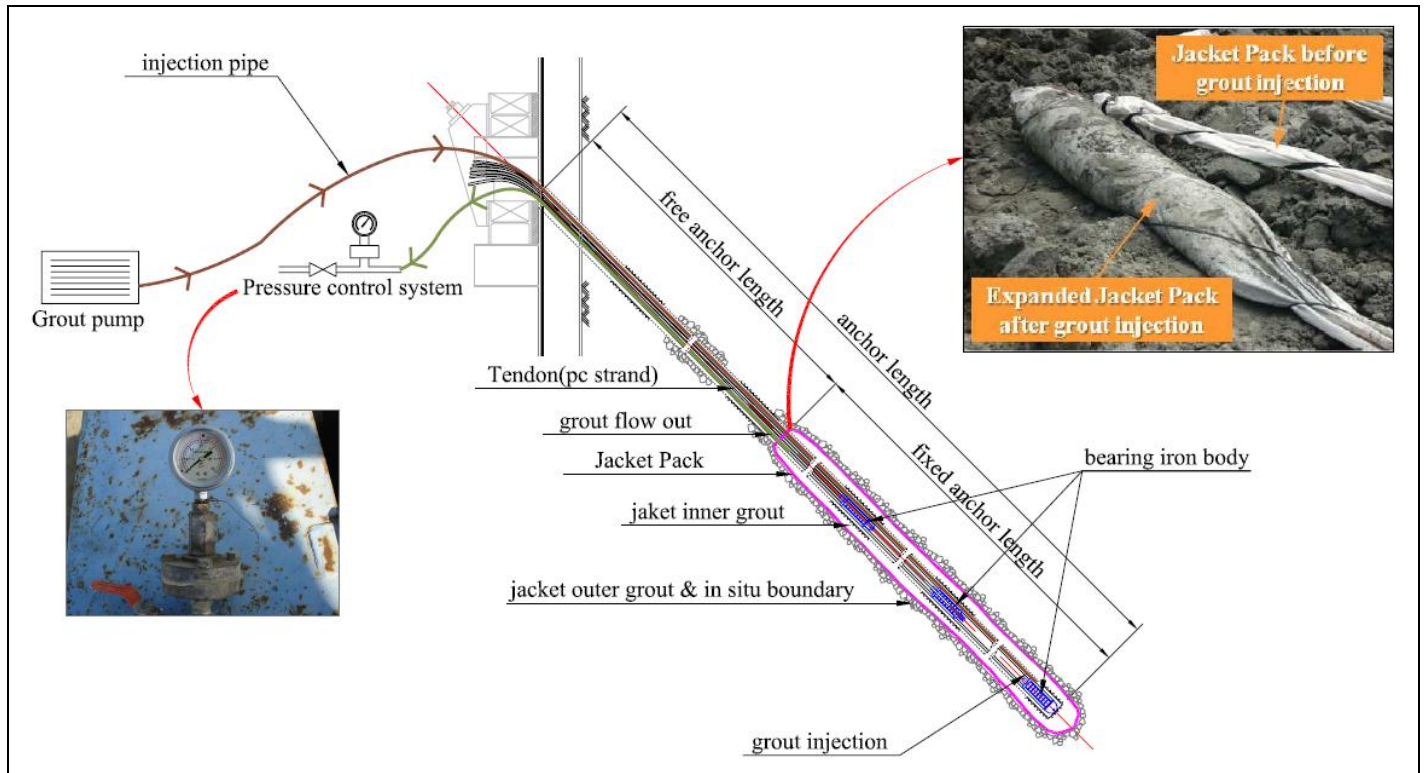 injection pipe
Jacket Pack before
grout injection
free anchor length
anchor length
Pressure control system
Grout pump
Expanded Jacket Pack
after grout injection
Tendon(pc strand)
grout flow out
Jacket Pack
fixed anchor length
bearing iron body
jaket inner grout
jacket outer grout & in situ boundary
grout injection